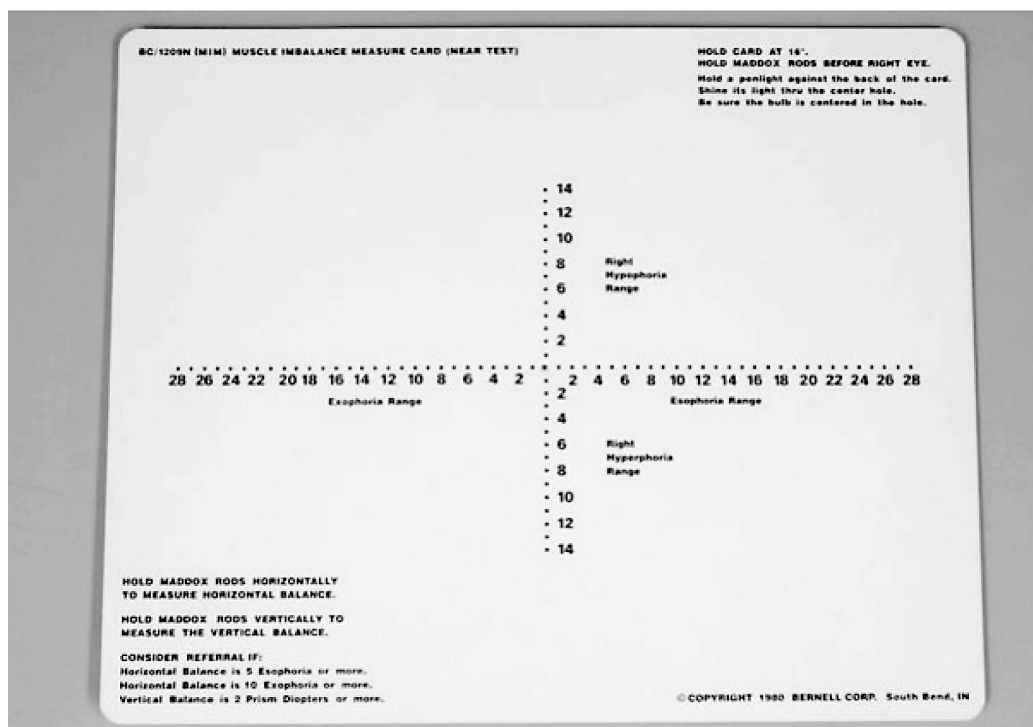 BC/1209N (MIM) MUSCLE IMBALANCE MEASURE CARD (NEAR TEST)
HOLD CARD AT 16".
HOLD MADDOX RODS BEFORE RIGHT EYE.
Hold a penlight against the back of the card.
Shine its light thru the center hole.
Be sure the bulb is centered in the hole.
14
12
10
8 Right
Hypophoria
6 Range
4
2
28 26 24 22 20 18 16 14 12 10 8 6 4 2 2 4 6 8 10 12 14 16 18 20 22 24 26 28
2
Exophoria Range Esophoria Range
4
6 Right
Hyperphoria
8 Range
10
12
14
HOLD MADDOX RODS HORIZONTALLY
TO MEASURE HORIZONTAL BALANCE.
HOLD MADDOX RODS VERTICALLY TO
MEASURE THE VERTICAL BALANCE.
CONSIDER REFERRAL IF:
Horizontal Balance is 5 Esophoria or more.
Horizontal Balance is 10 Exophoria or more.
Vertical Balance is 2 Prism Diopters or more.
©COPYRIGHT 1980 BERNELL CORP. South Bend, IN